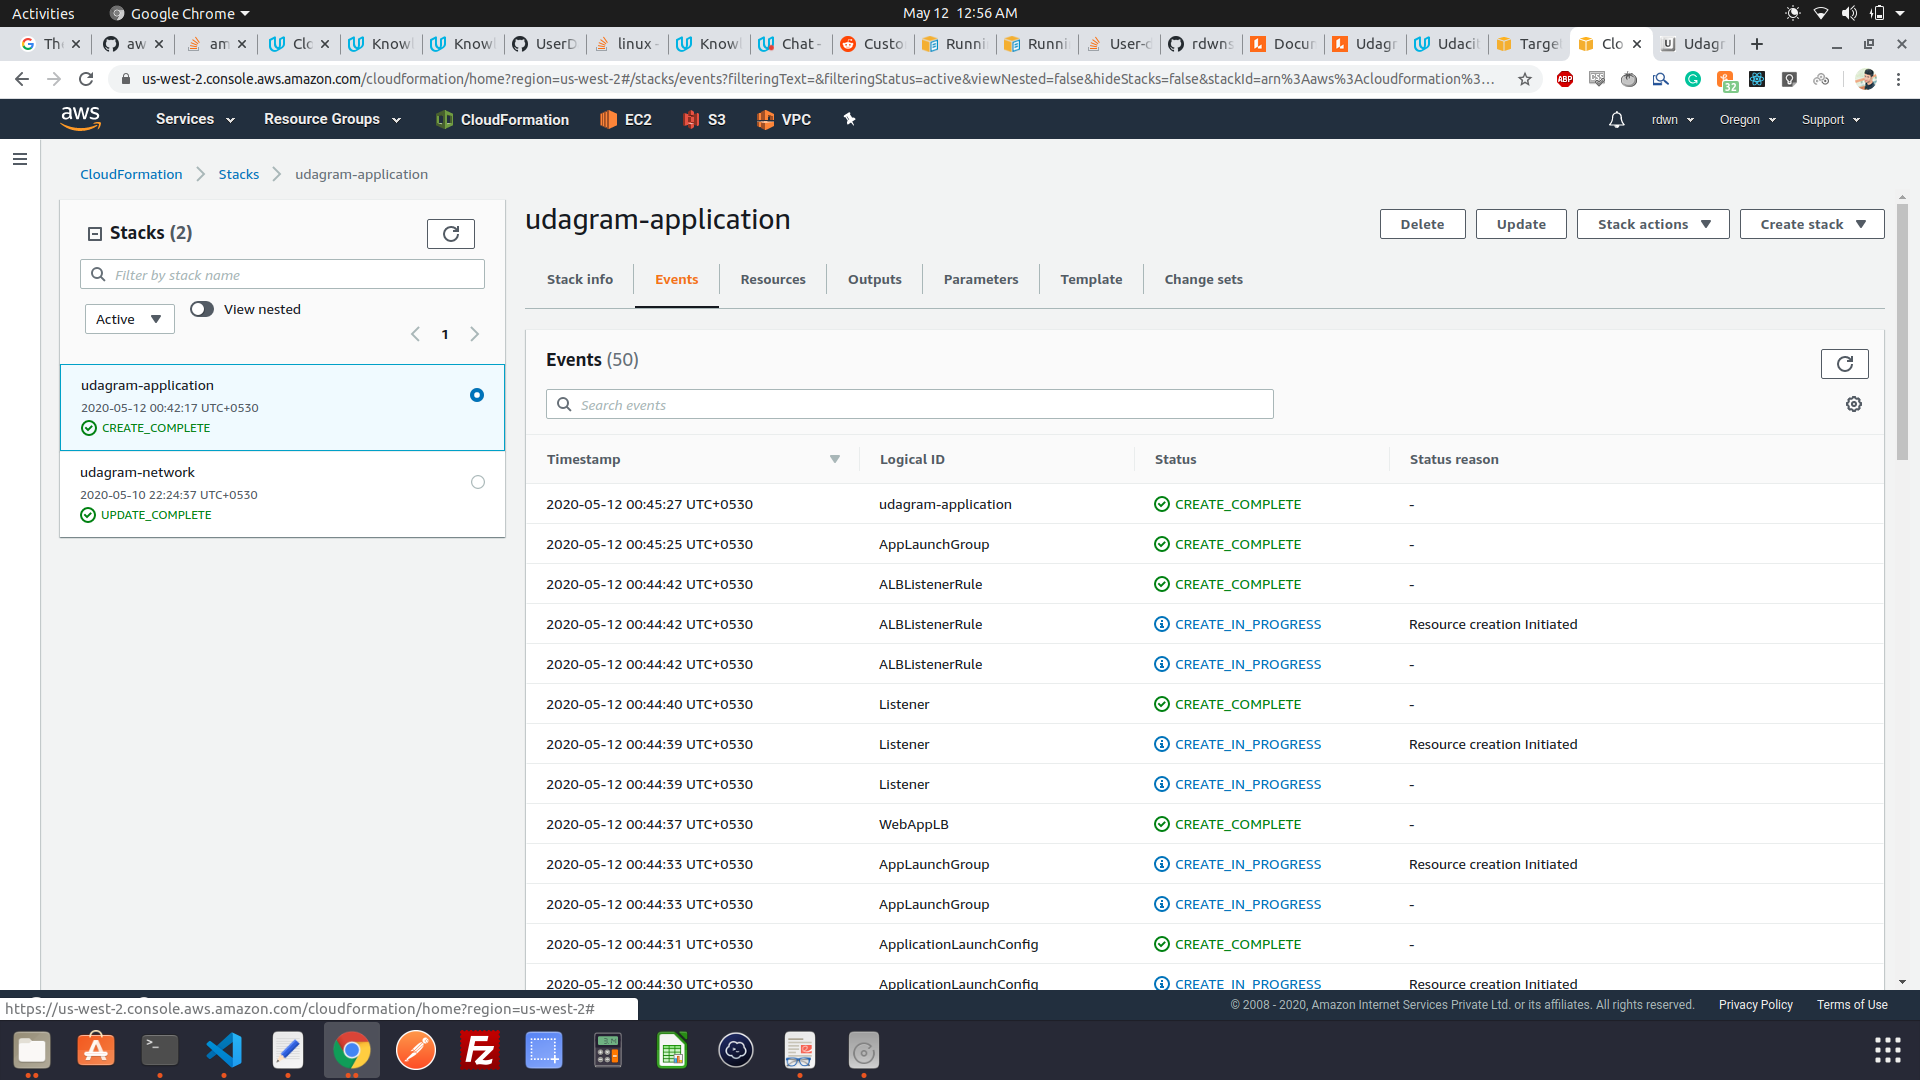 Activities
Google Chrome
May 12 12:56 AM
Th
aw
am
Clo
Knowl
Knowl
UserD
linux -
Knowl
Chat -
Custo
Runni
Runni
User-d
rdwns
Docur
Udagr
Udacit
Targe
Clo
Udagr
us-west-2.console.aws.amazon.com/cloudformation/home?region=us-west-2#/stacks/events?filteringText=&filteringStatus=active&viewNested=false&hideStacks=false&stackId=arn%3Aaws%3Acloudformation%3...
ABP
32
aws
Services
Resource Groups
CloudFormation
EC2
S3
VPC
rdwn
Oregon
Support
CloudFormation
Stacks
udagram-application
Stacks (2)
Filter by stack name
Active
View nested
1
udagram-application
2020-05-12 00:42:17 UTC+0530
CREATE_COMPLETE
udagram-network
2020-05-10 22:24:37 UTC+0530
UPDATE_COMPLETE
udagram-application
Delete
Update
Stack actions
Create stack
Stack info
Events
Resources
Outputs
Parameters
Template
Change sets
Events (50)
Search events
Timestamp Logical ID Status Status reason
2020-05-12 00:45:27 UTC+0530 udagram-application CREATE_COMPLETE -
2020-05-12 00:45:25 UTC+0530 AppLaunchGroup CREATE_COMPLETE -
2020-05-12 00:44:42 UTC+0530 ALBListenerRule CREATE_COMPLETE -
2020-05-12 00:44:42 UTC+0530 ALBListenerRule CREATE_IN_PROGRESS Resource creation Initiated
2020-05-12 00:44:42 UTC+0530 ALBListenerRule CREATE_IN_PROGRESS -
2020-05-12 00:44:40 UTC+0530 Listener CREATE_COMPLETE -
2020-05-12 00:44:39 UTC+0530 Listener CREATE_IN_PROGRESS Resource creation Initiated
2020-05-12 00:44:39 UTC+0530 Listener CREATE_IN_PROGRESS -
2020-05-12 00:44:37 UTC+0530 WebAppLB CREATE_COMPLETE -
2020-05-12 00:44:33 UTC+0530 AppLaunchGroup CREATE_IN_PROGRESS Resource creation Initiated
2020-05-12 00:44:33 UTC+0530 AppLaunchGroup CREATE_IN_PROGRESS -
2020-05-12 00:44:31 UTC+0530 ApplicationLaunchConfig CREATE_COMPLETE -
2020-05-12 00:44:30 UTC+0530 ApplicationLaunchConfig CREATE_IN_PROGRESS Resource creation Initiated
https://us-west-2.console.aws.amazon.com/cloudformation/home?region=us-west-2#
© 2008 - 2020, Amazon Internet Services Private Ltd. or its affiliates. All rights reserved.
Privacy Policy
Terms of Use